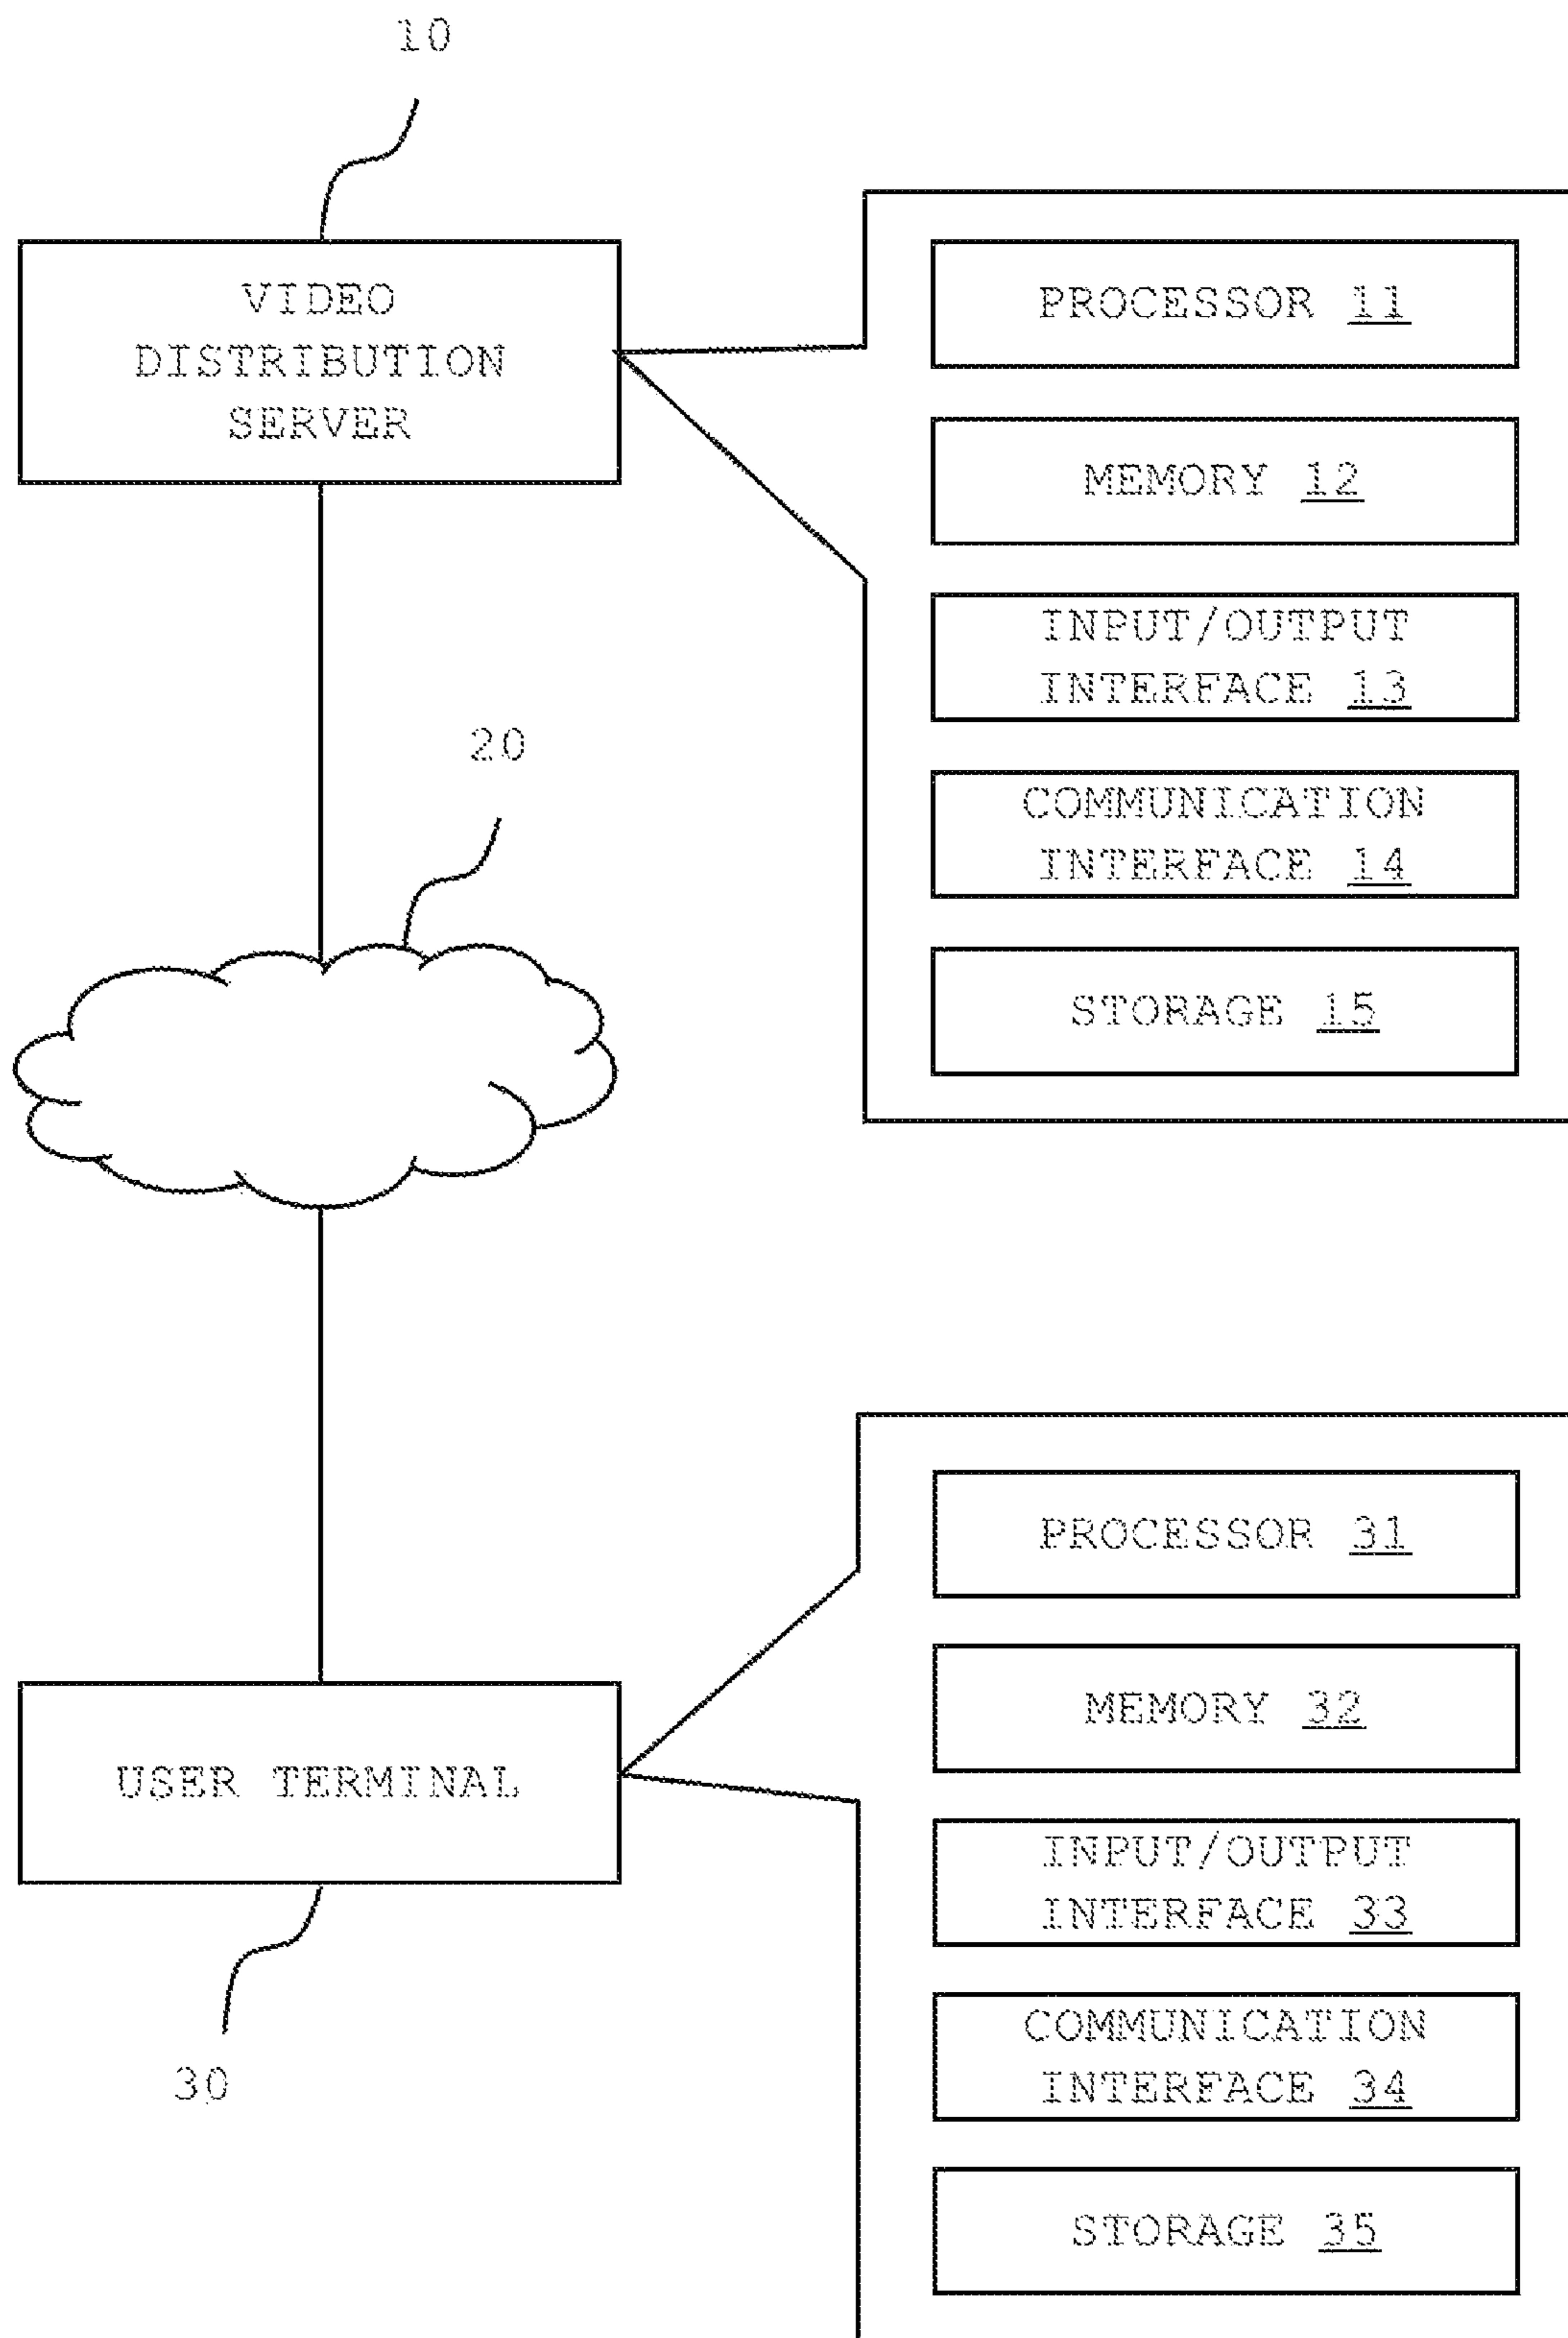 10
VIDEO
DISTRIBUTION
SERVER
PROCESSOR 11
MEMORY 12
INPUT/OUTPUT
INTERFACE 13
COMMUNICATION
INTERFACE 14
STORAGE 15
20
USER TERMINAL
30
PROCESSOR 31
MEMORY 32
INPUT/OUTPUT
INTERFACE 33
COMMUNICATION
INTERFACE 34
STORAGE 35